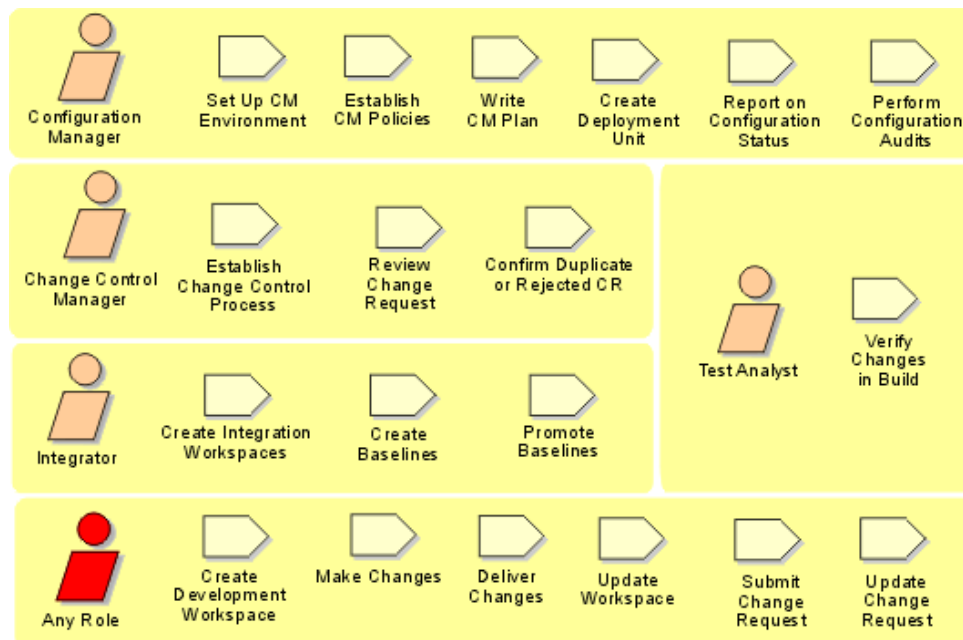 Configuration
Manager
Set Up CM
Environment
Establish
CM Policies
Write
CM Plan
Create
Deployment
Unit
Report on
Configuration
Status
Perform
Configuration
Audits
Change Control
Manager
Establish
Change Control
Process
Review
Change
Request
Confirm Duplicate
or Rejected CR
Test Analyst
Verify
Changes
in Build
Integrator
Create Integration
Workspaces
Create
Baselines
Promote
Baselines
Any Role
Create
Development
Workspace
Make Changes
Deliver
Changes
Update
Workspace
Submit
Change
Request
Update
Change
Request